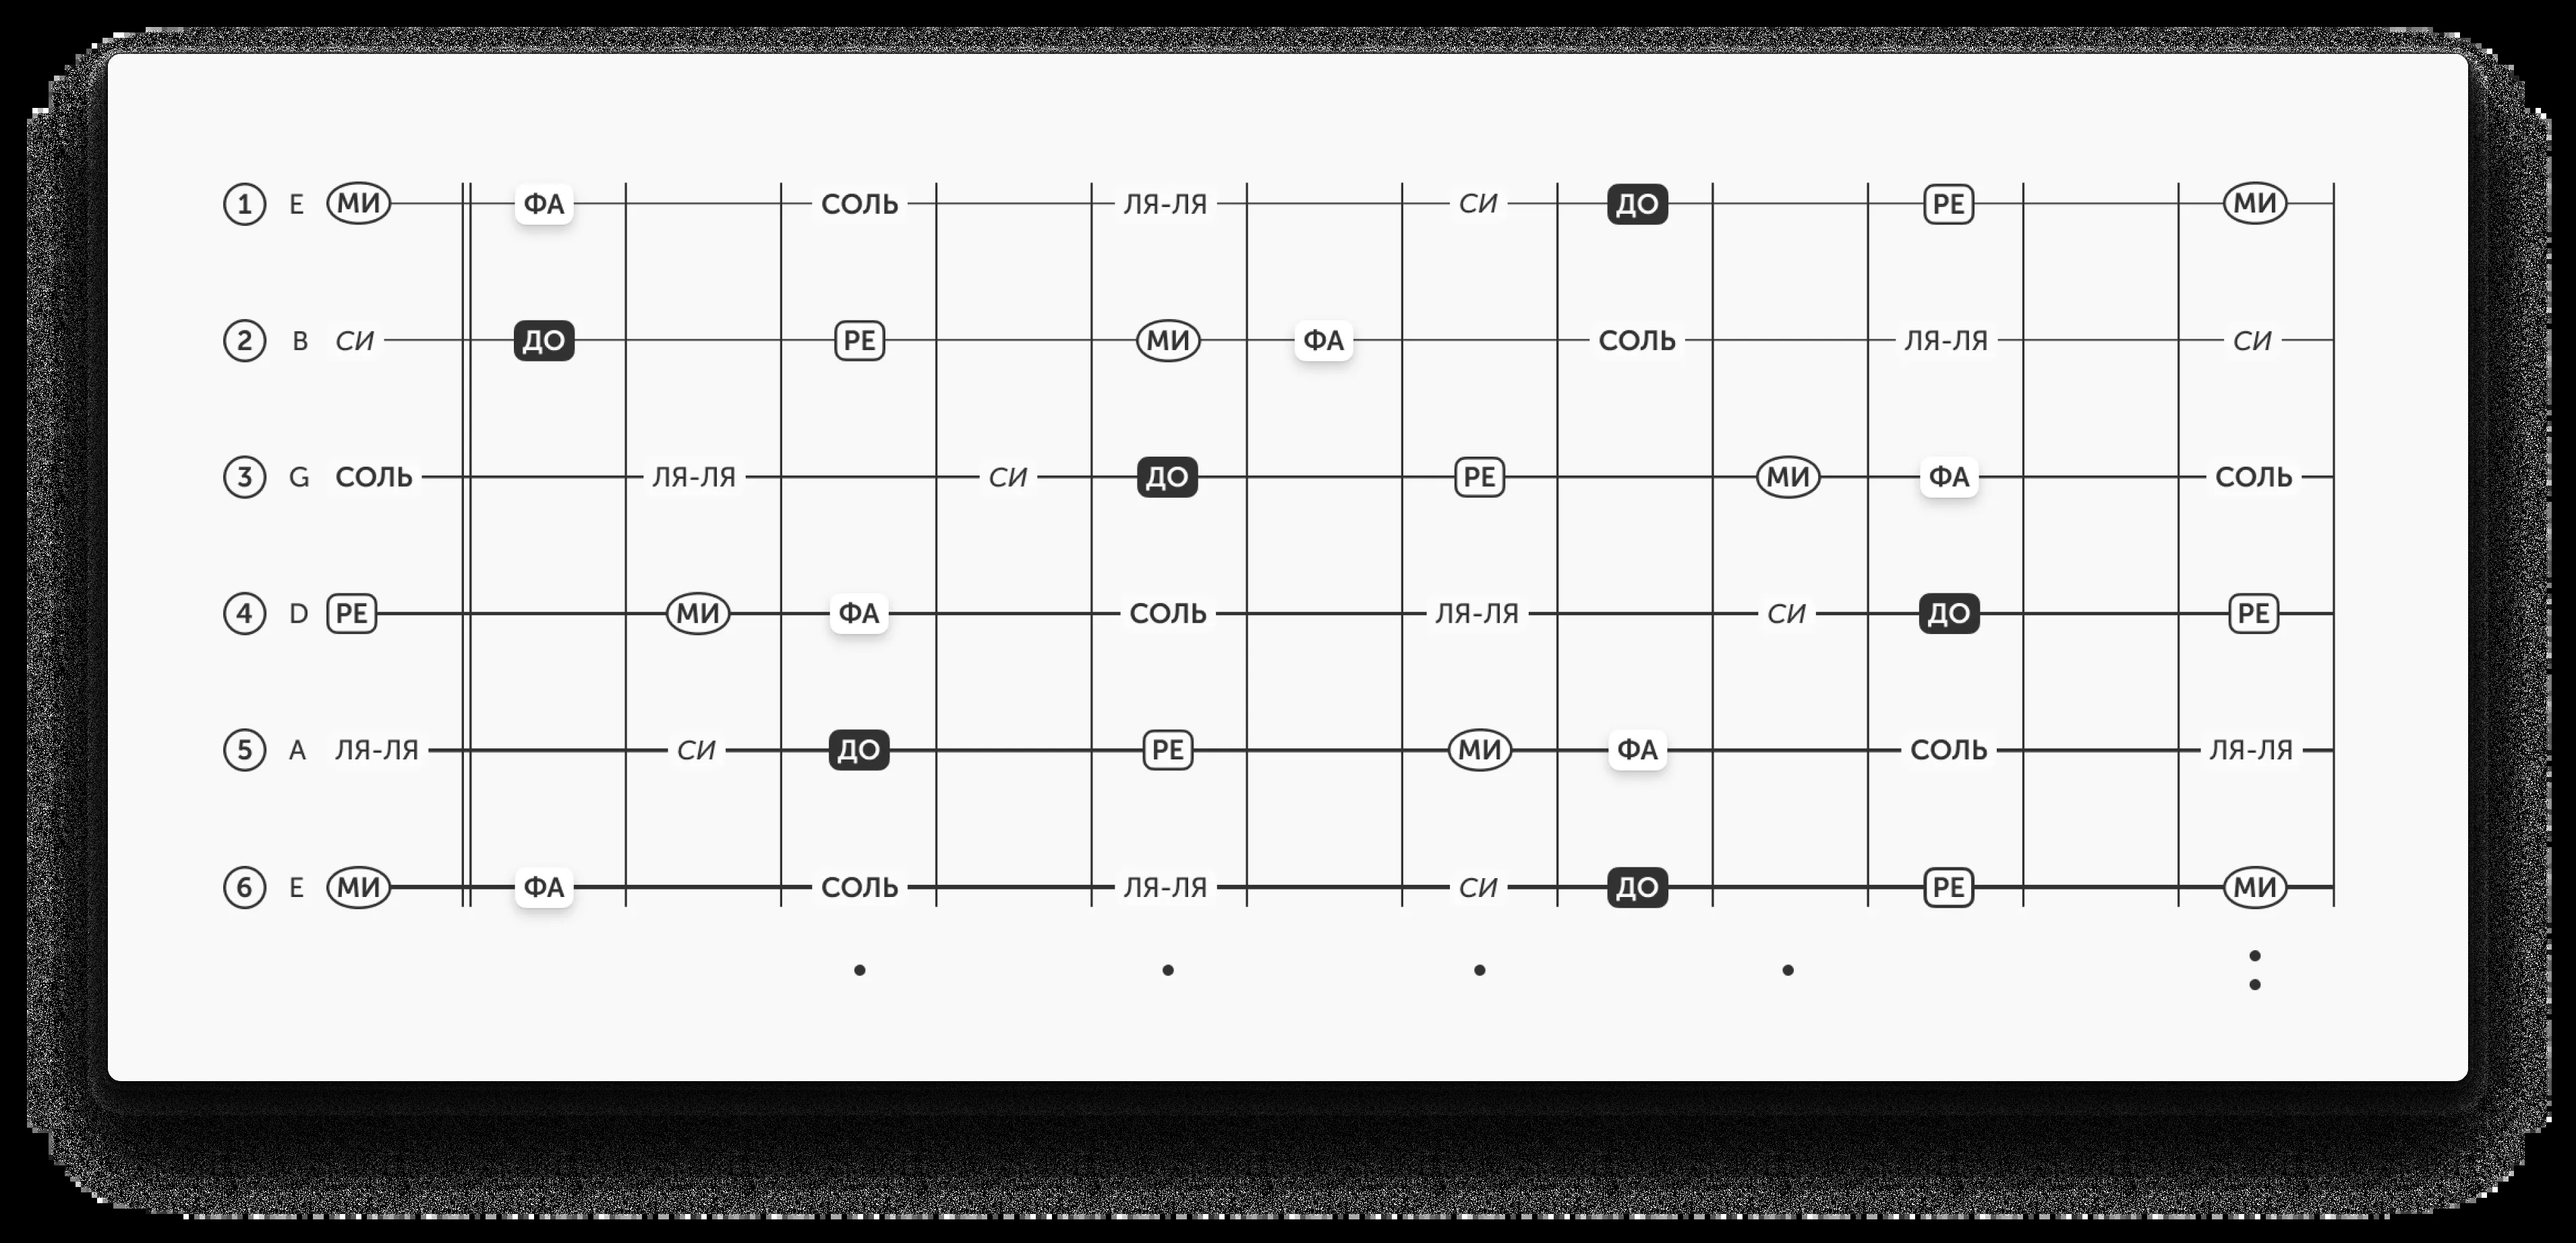 1 E МИ ФА СОЛЬ ЛЯ-ЛЯ СИ ДО РЕ МИ
2 B СИ ДО РЕ МИ ФА СОЛЬ ЛЯ-ЛЯ СИ
3 G СОЛЬ ЛЯ-ЛЯ СИ ДО РЕ МИ ФА СОЛЬ
4 D РЕ МИ ФА СОЛЬ ЛЯ-ЛЯ СИ ДО РЕ
5 A ЛЯ-ЛЯ СИ ДО РЕ МИ ФА СОЛЬ ЛЯ-ЛЯ
6 E МИ ФА СОЛЬ ЛЯ-ЛЯ СИ ДО РЕ МИ